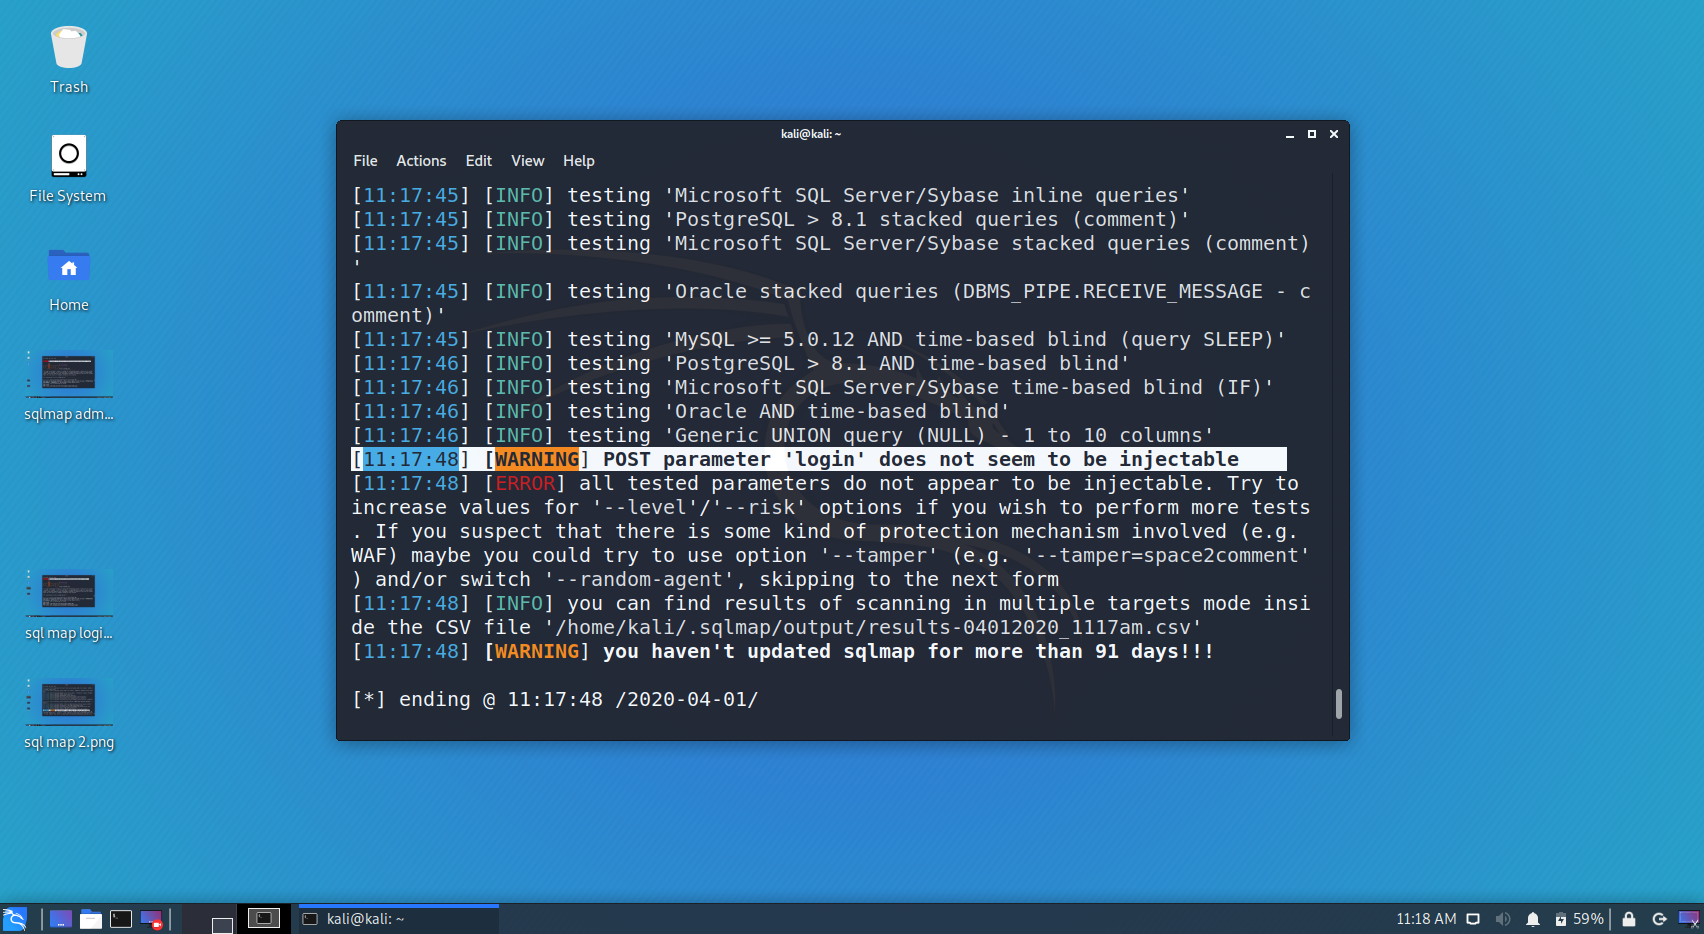 Trash
File System
Home
sqlmap adm...
sql map logi...
sql map 2.png
kali@kali: ~
File Actions Edit View Help
[11:17:45] [INFO] testing 'Microsoft SQL Server/Sybase inline queries'
[11:17:45] [INFO] testing 'PostgreSQL > 8.1 stacked queries (comment)'
[11:17:45] [INFO] testing 'Microsoft SQL Server/Sybase stacked queries (comment)
'
[11:17:45] [INFO] testing 'Oracle stacked queries (DBMS_PIPE.RECEIVE_MESSAGE - c
omment)'
[11:17:45] [INFO] testing 'MySQL >= 5.0.12 AND time-based blind (query SLEEP)'
[11:17:46] [INFO] testing 'PostgreSQL > 8.1 AND time-based blind'
[11:17:46] [INFO] testing 'Microsoft SQL Server/Sybase time-based blind (IF)'
[11:17:46] [INFO] testing 'Oracle AND time-based blind'
[11:17:46] [INFO] testing 'Generic UNION query (NULL) - 1 to 10 columns'
[11:17:48] [WARNING] POST parameter 'login' does not seem to be injectable
[11:17:48] [ERROR] all tested parameters do not appear to be injectable. Try to
increase values for '--level'/'--risk' options if you wish to perform more tests
. If you suspect that there is some kind of protection mechanism involved (e.g.
WAF) maybe you could try to use option '--tamper' (e.g. '--tamper=space2comment'
) and/or switch '--random-agent', skipping to the next form
[11:17:48] [INFO] you can find results of scanning in multiple targets mode insi
de the CSV file '/home/kali/.sqlmap/output/results-04012020_1117am.csv'
[11:17:48] [WARNING] you haven't updated sqlmap for more than 91 days!!!
[*] ending @ 11:17:48 /2020-04-01/
kali@kali: ~
11:18 AM
59%